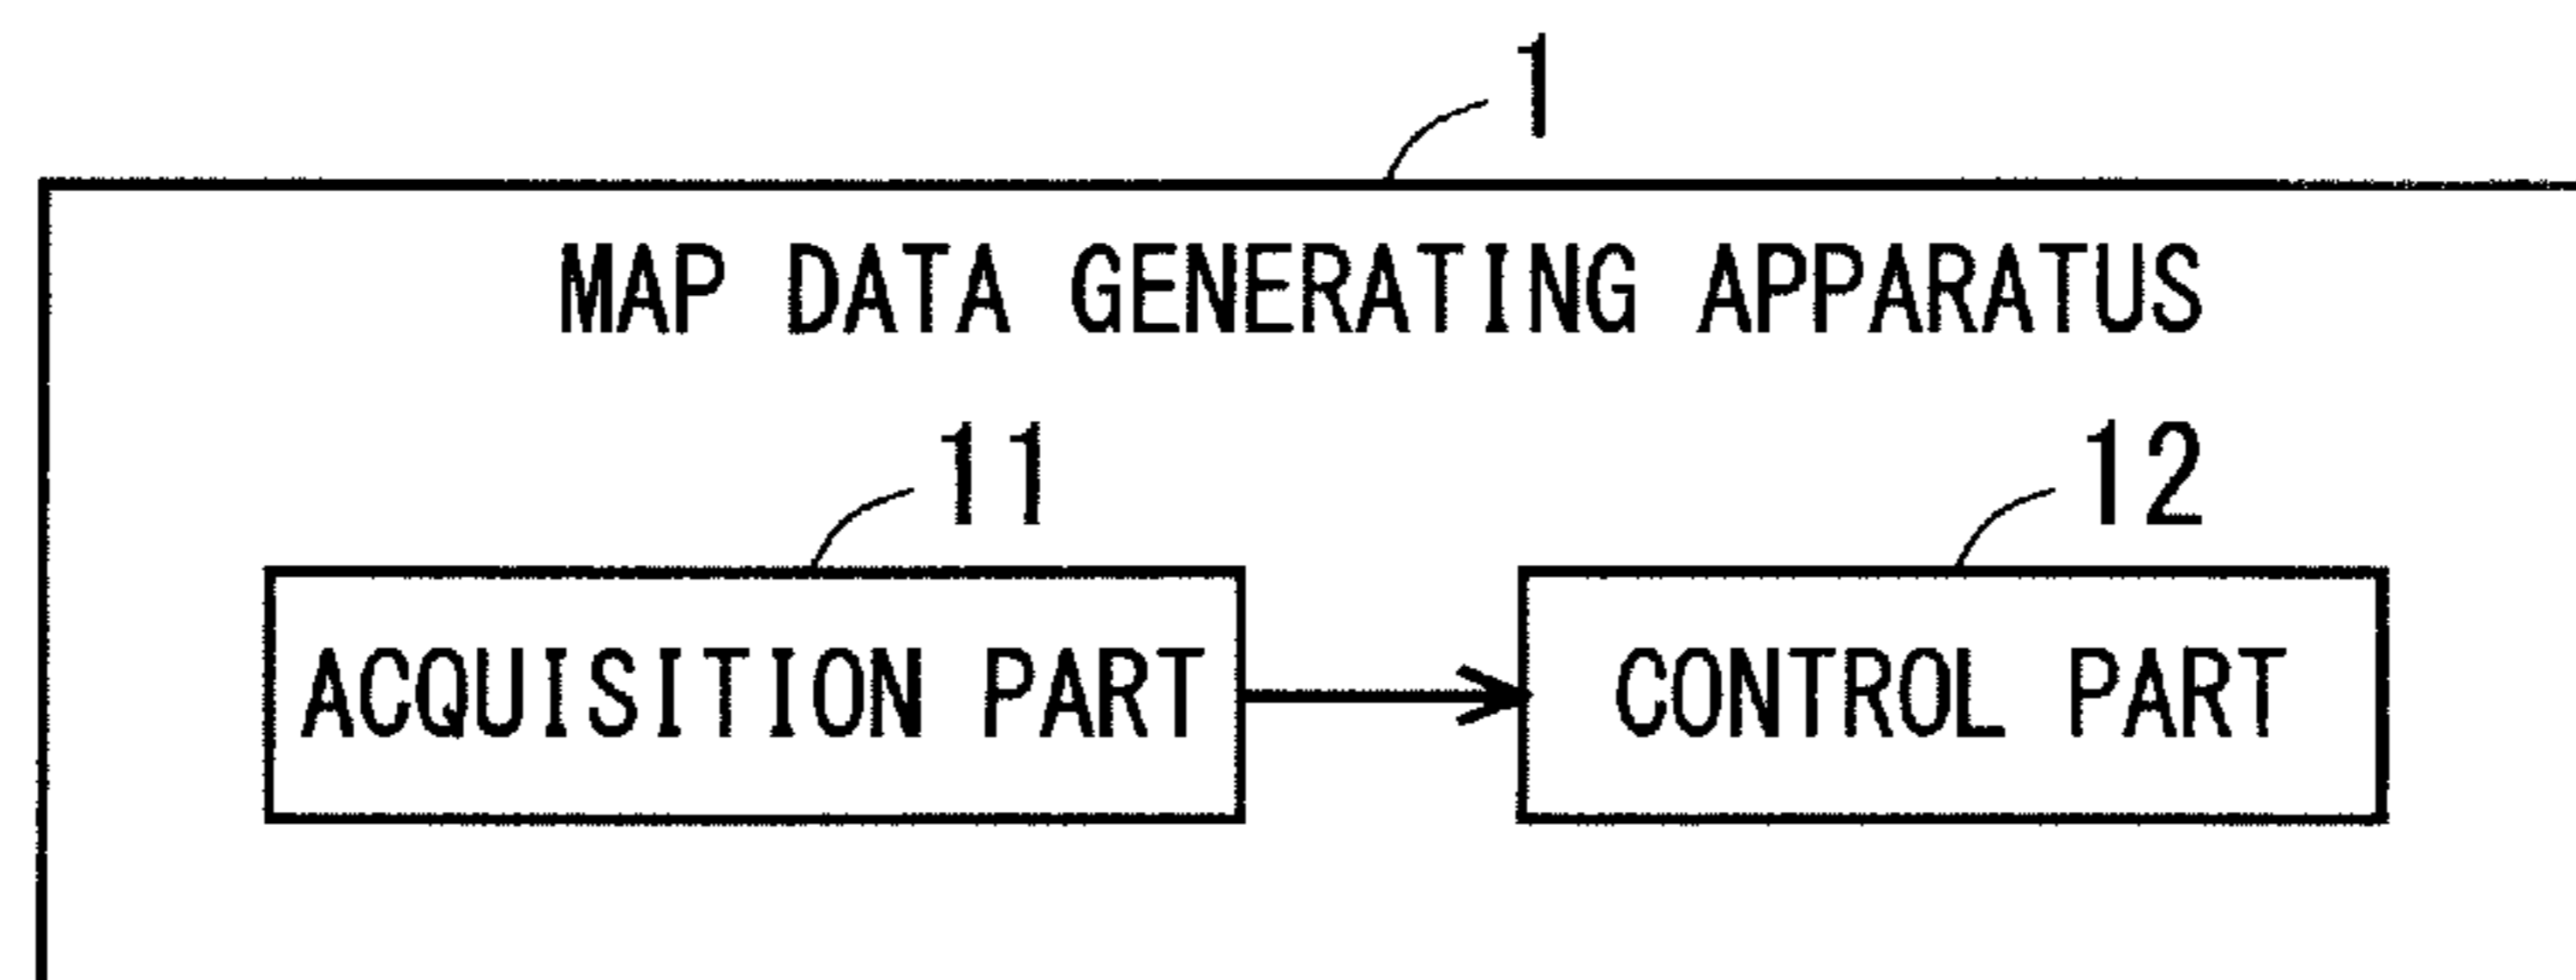 1
MAP DATA GENERATING APPARATUS
11
12
ACQUISITION PART
CONTROL PART